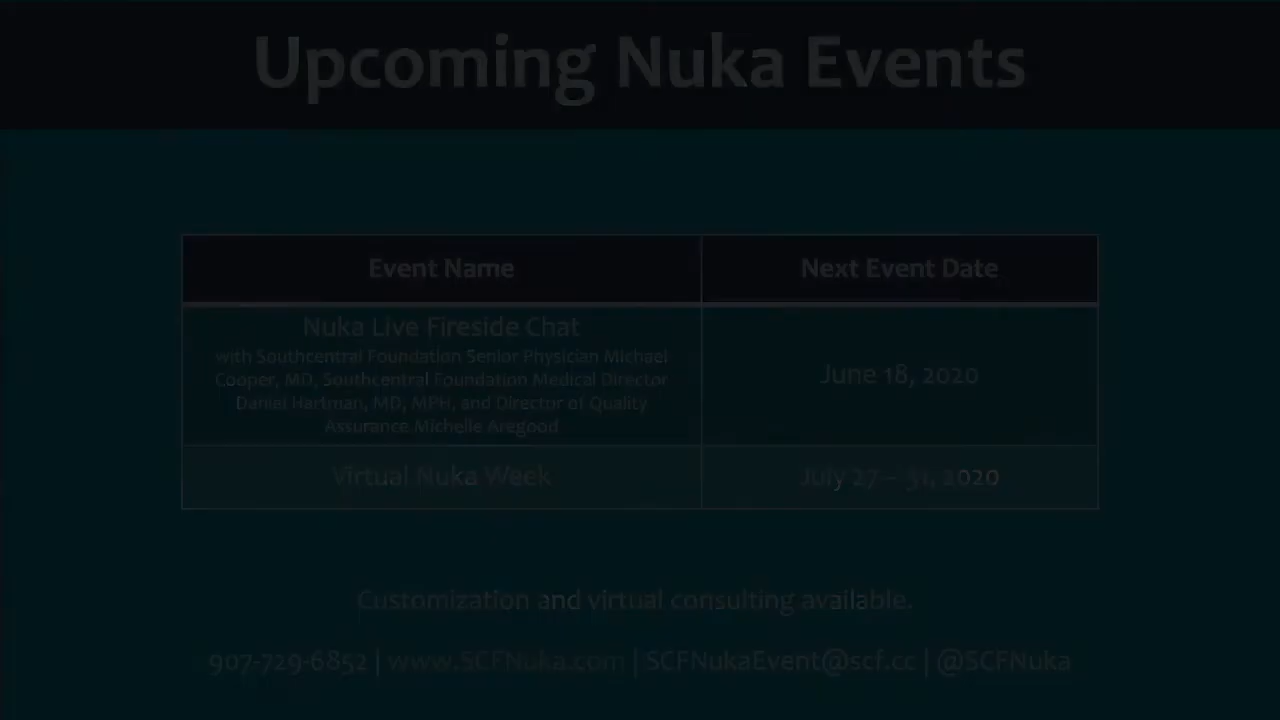 Upcoming Nuka Events
Event Name
Next Event Date
Nuka Live Fireside Chat
with Southcentral Foundation Senior Physician Michael
Cooper, MD, Southcentral Foundation Medical Director
Daniel Hartman, MD, MPH, and Director of Quality
Assurance Michelle Aregood
June 18, 2020
Virtual Nuka Week
July 27 – 31, 2020
Customization and virtual consulting available.
907-729-6852 | www.SCFNuka.com | SCFNukaEvent@scf.cc | @SCFNuka